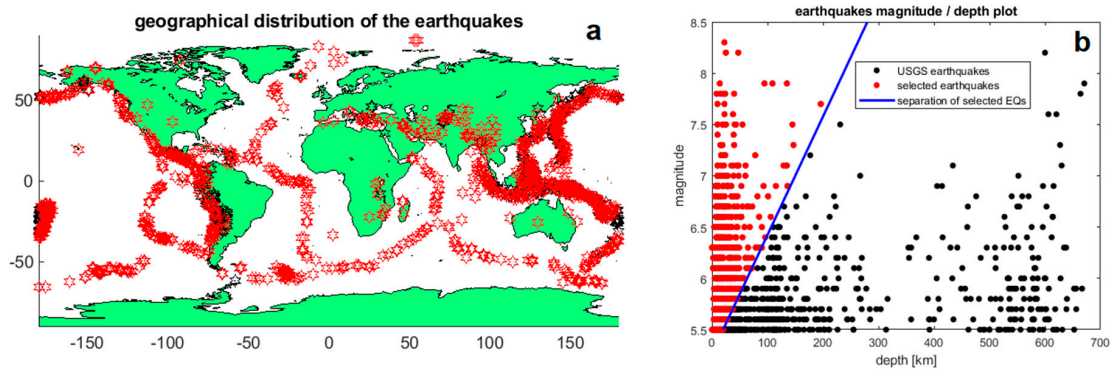 geographical distribution of the earthquakes
a
50
0
-50
-150
-100
-50
0
50
100
150
earthquakes magnitude / depth plot
b
8.5
8
7.5
7
6.5
6
5.5
magnitude
USGS earthquakes
selected earthquakes
separation of selected EQs
0
100
200
300
400
500
600
700
depth [km]